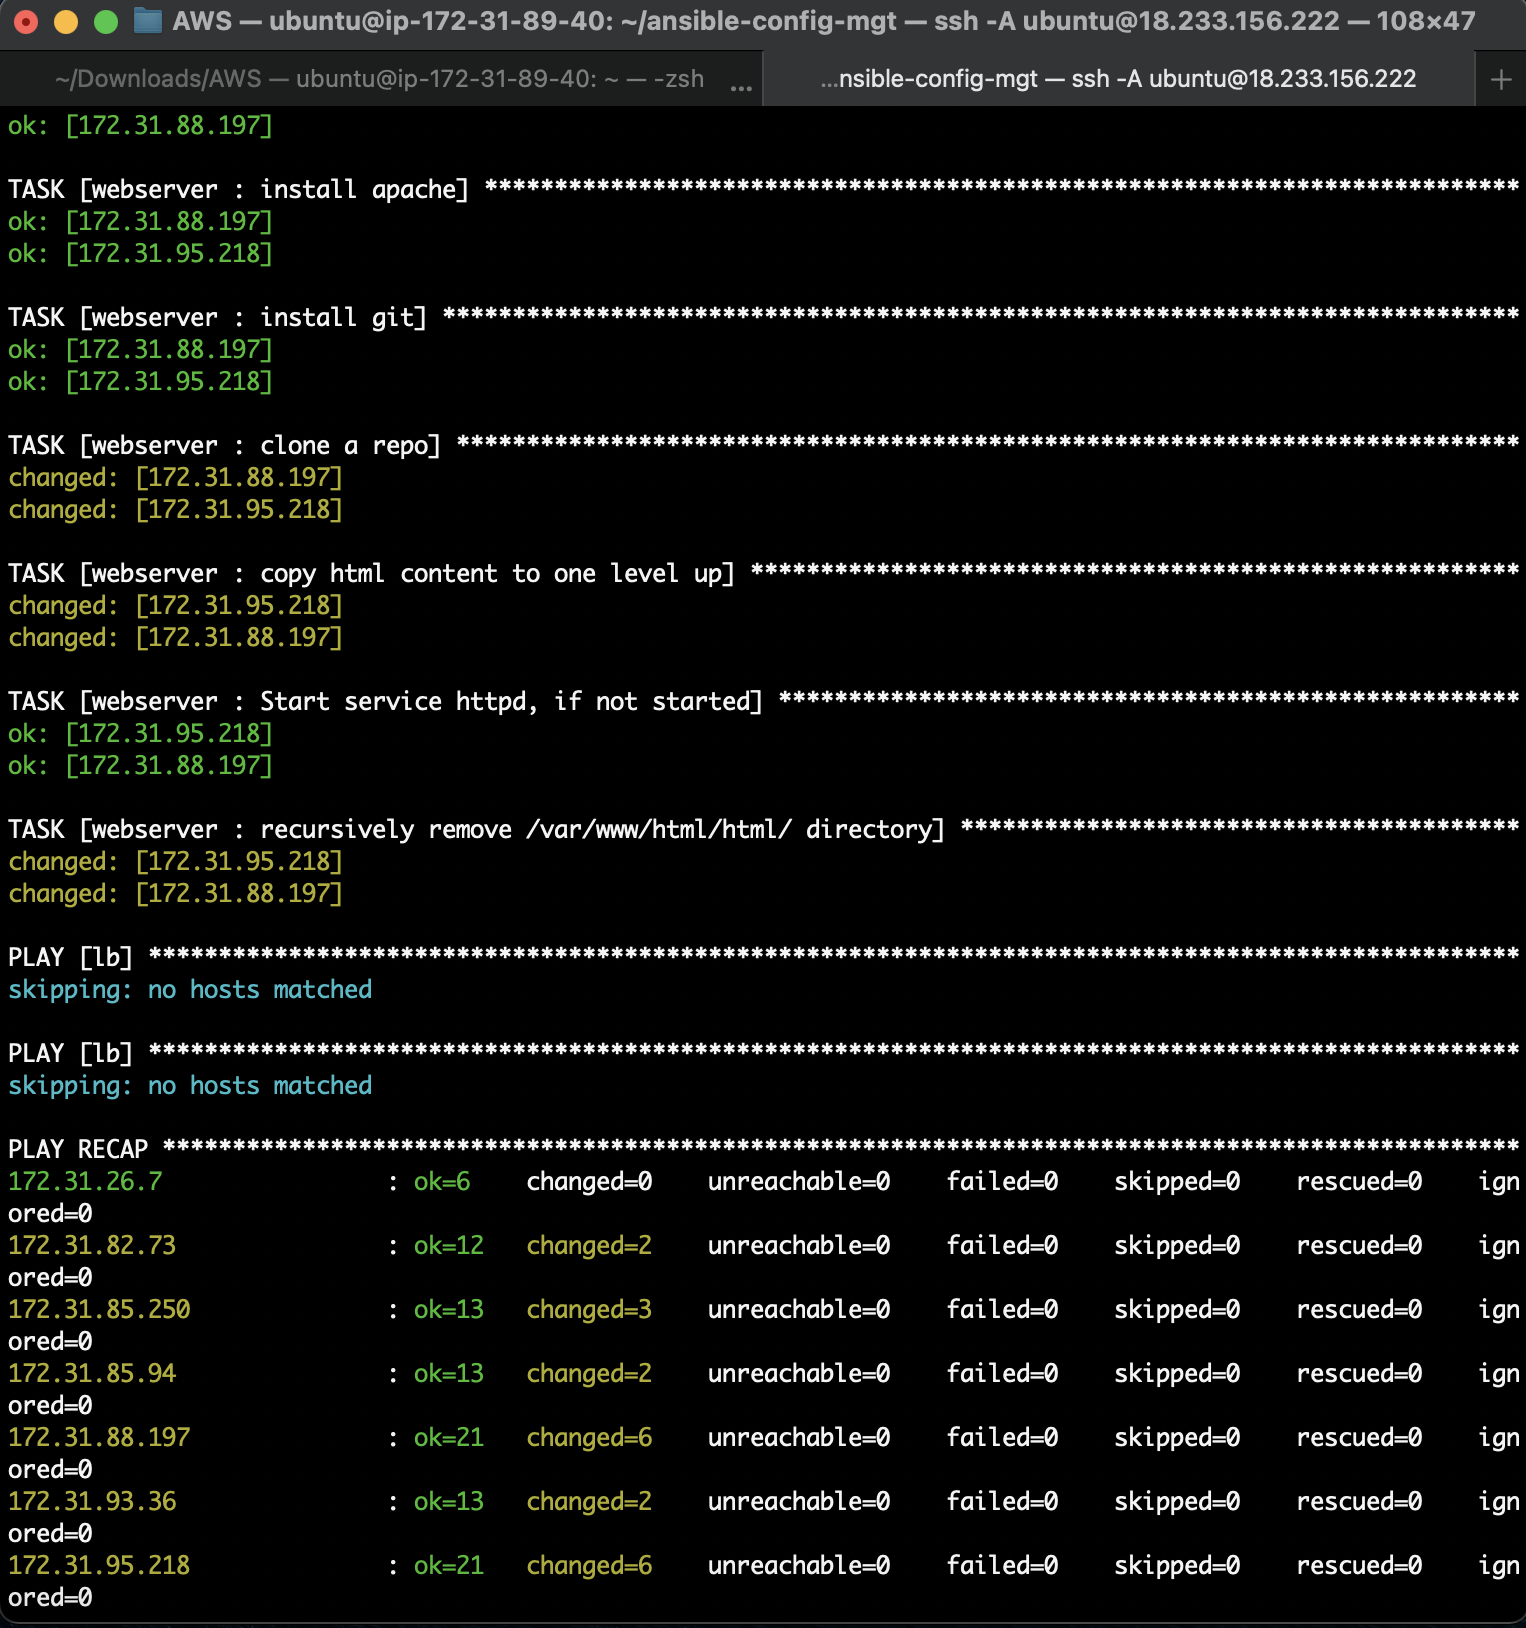 AWS — ubuntu@ip-172-31-89-40: ~/ansible-config-mgt — ssh -A ubuntu@18.233.156.222 — 108×47
~/Downloads/AWS — ubuntu@ip-172-31-89-40: ~ — -zsh ... ...nsible-config-mgt — ssh -A ubuntu@18.233.156.222 +
ok: [172.31.88.197]
TASK [webserver : install apache] **************************************************************************
ok: [172.31.88.197]
ok: [172.31.95.218]
TASK [webserver : install git] *****************************************************************************
ok: [172.31.88.197]
ok: [172.31.95.218]
TASK [webserver : clone a repo] ****************************************************************************
changed: [172.31.88.197]
changed: [172.31.95.218]
TASK [webserver : copy html content to one level up] *******************************************************
changed: [172.31.95.218]
changed: [172.31.88.197]
TASK [webserver : Start service httpd, if not started] *****************************************************
ok: [172.31.95.218]
ok: [172.31.88.197]
TASK [webserver : recursively remove /var/www/html/html/ directory] ****************************************
changed: [172.31.95.218]
changed: [172.31.88.197]
PLAY [lb] **************************************************************************************************
skipping: no hosts matched
PLAY [lb] **************************************************************************************************
skipping: no hosts matched
PLAY RECAP *************************************************************************************************
172.31.26.7                : ok=6    changed=0    unreachable=0    failed=0    skipped=0    rescued=0    ign
ored=0
172.31.82.73               : ok=12   changed=2    unreachable=0    failed=0    skipped=0    rescued=0    ign
ored=0
172.31.85.250              : ok=13   changed=3    unreachable=0    failed=0    skipped=0    rescued=0    ign
ored=0
172.31.85.94               : ok=13   changed=2    unreachable=0    failed=0    skipped=0    rescued=0    ign
ored=0
172.31.88.197              : ok=21   changed=6    unreachable=0    failed=0    skipped=0    rescued=0    ign
ored=0
172.31.93.36               : ok=13   changed=2    unreachable=0    failed=0    skipped=0    rescued=0    ign
ored=0
172.31.95.218              : ok=21   changed=6    unreachable=0    failed=0    skipped=0    rescued=0    ign
ored=0